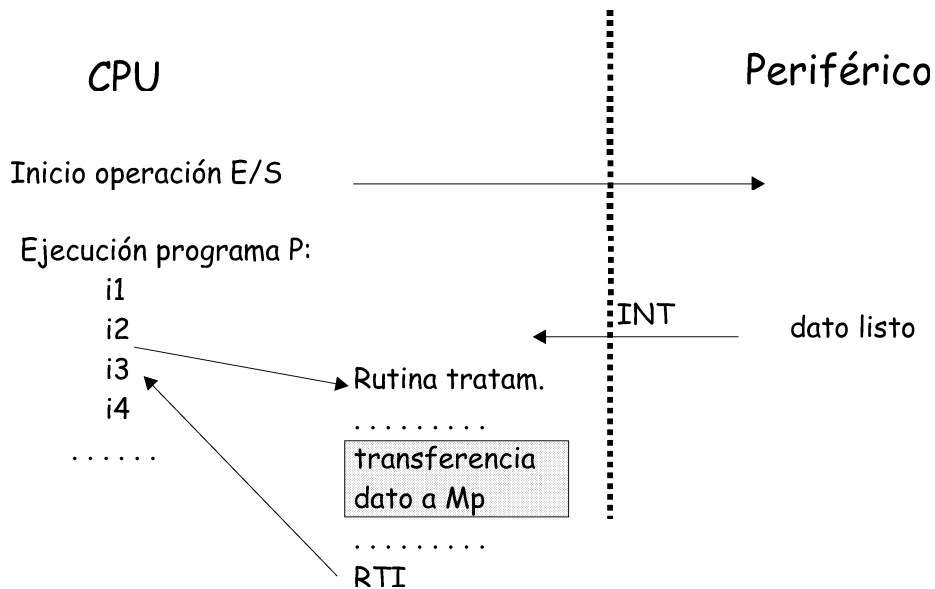 CPU
Periférico
Inicio operación E/S
Ejecución programa P:
i1
i2
i3
i4
. . . . . .
INT
dato listo
Rutina tratam.
. . . . . . . . .
transferencia
dato a Mp
. . . . . . . . .
RTI